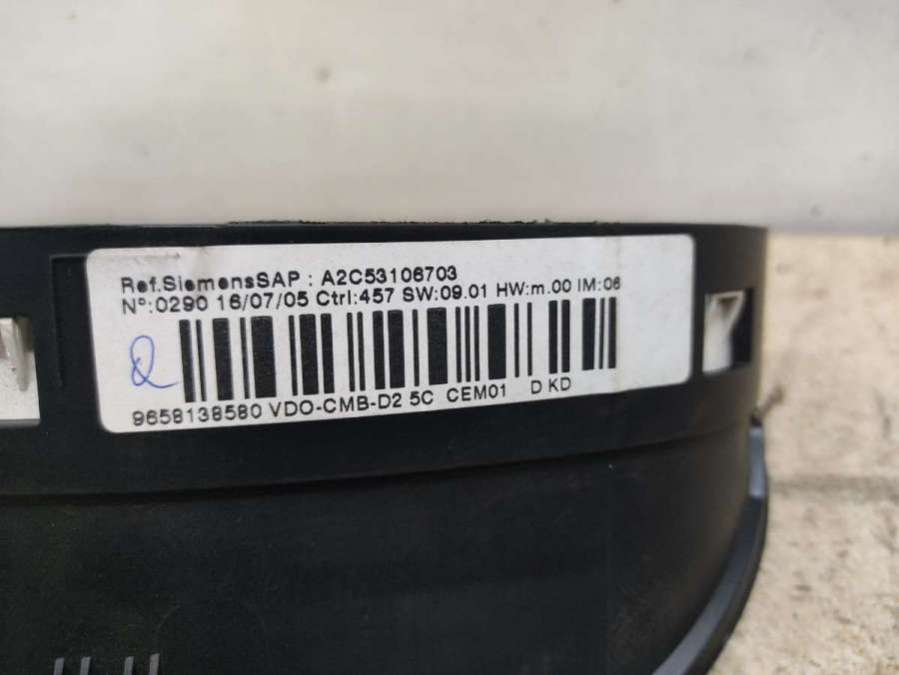 Ref.SiemensSAP : A2C53106703
Nº:0290 16/07/05 Ctrl:457 SW:09.01 HW:m.00 IM:06
Q
9658138580 VDO-CMB-D2 5C CEM01 D KD